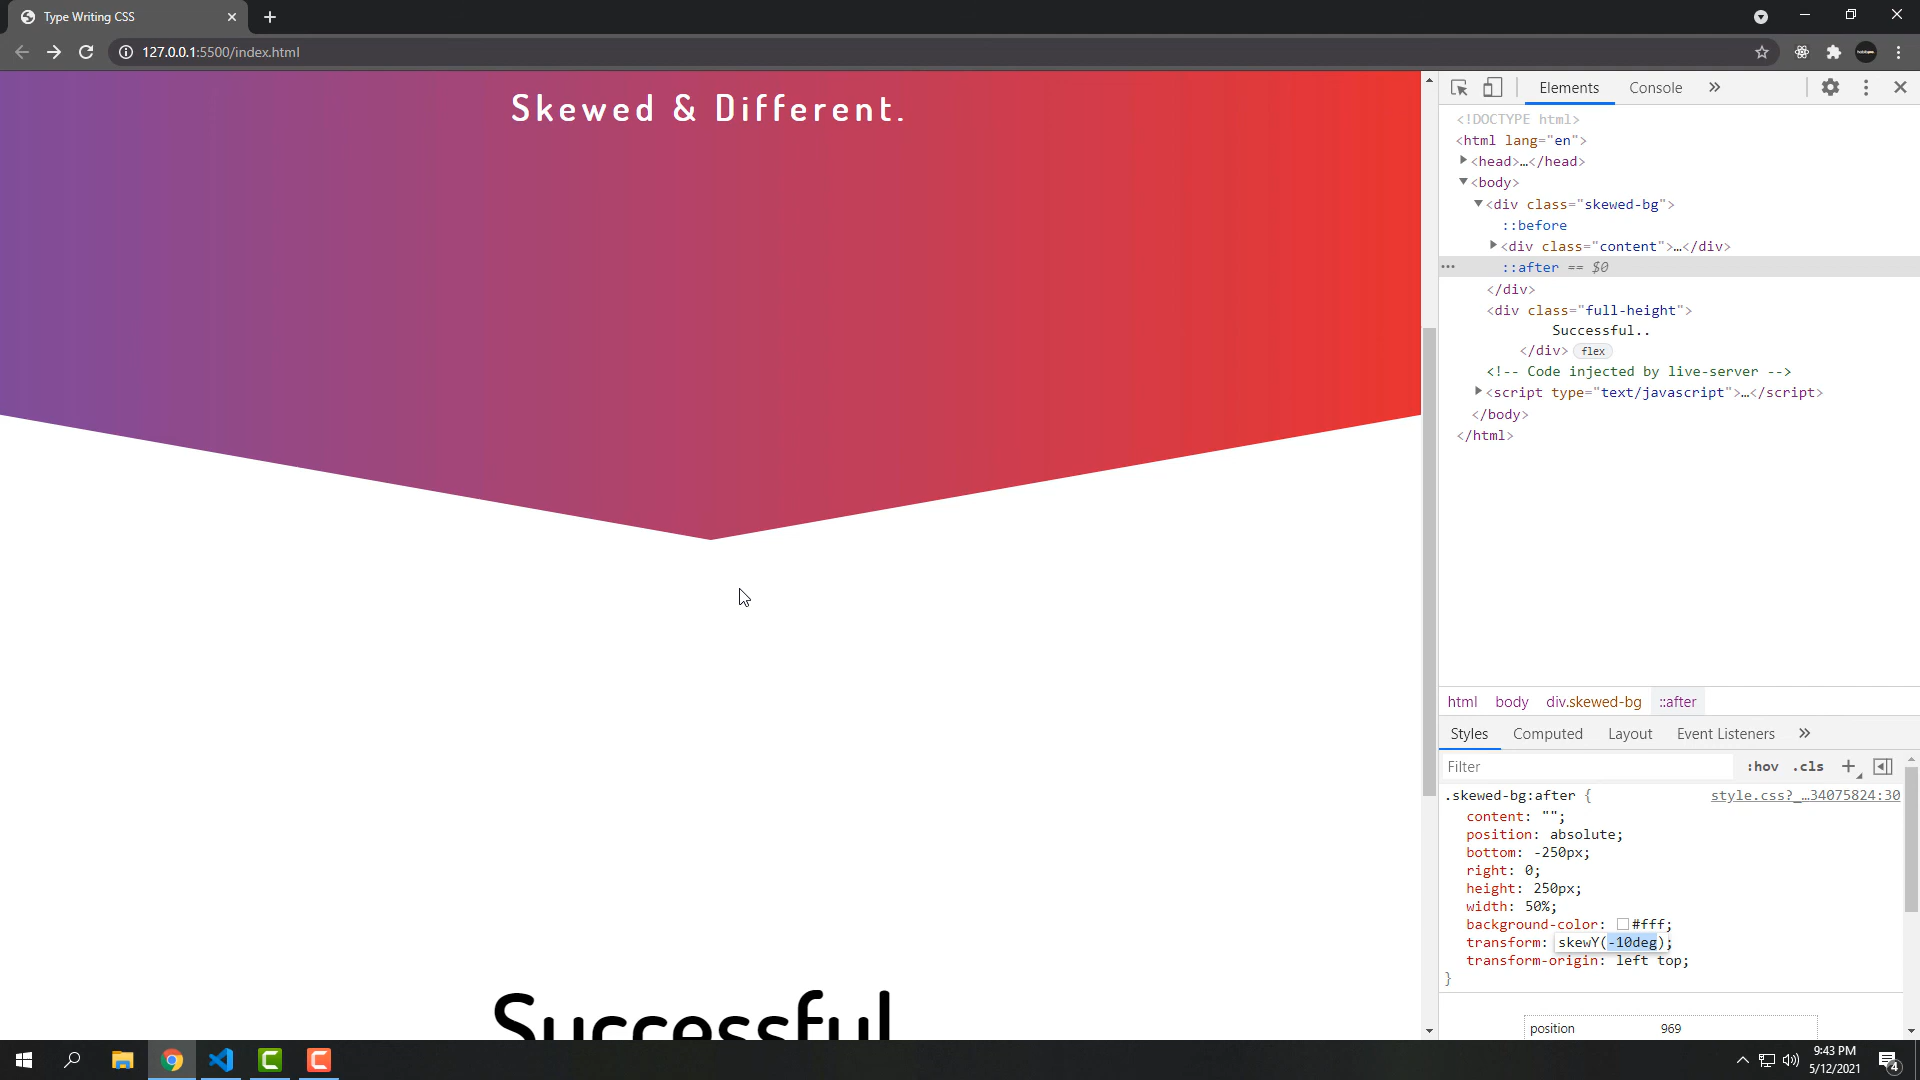 Type Writing CSS
127.0.0.1:5500/index.html
Skewed & Different.
Successful
Elements
Console
<!DOCTYPE html>
<html lang="en">
<head>…</head>
<body>
<div class="skewed-bg">
::before
<div class="content">…</div>
::after == $0
</div>
<div class="full-height">
Successful..
</div> flex
<!-- Code injected by live-server -->
<script type="text/javascript">…</script>
</body>
</html>
html body div.skewed-bg ::after
Styles Computed Layout Event Listeners
Filter :hov .cls
.skewed-bg:after { style.css?_…34075824:30
content: "";
position: absolute;
bottom: -250px;
right: 0;
height: 250px;
width: 50%;
background-color: #fff;
transform: skewY(-10deg);
transform-origin: left top;
}
position 969
9:43 PM
5/12/2021
4